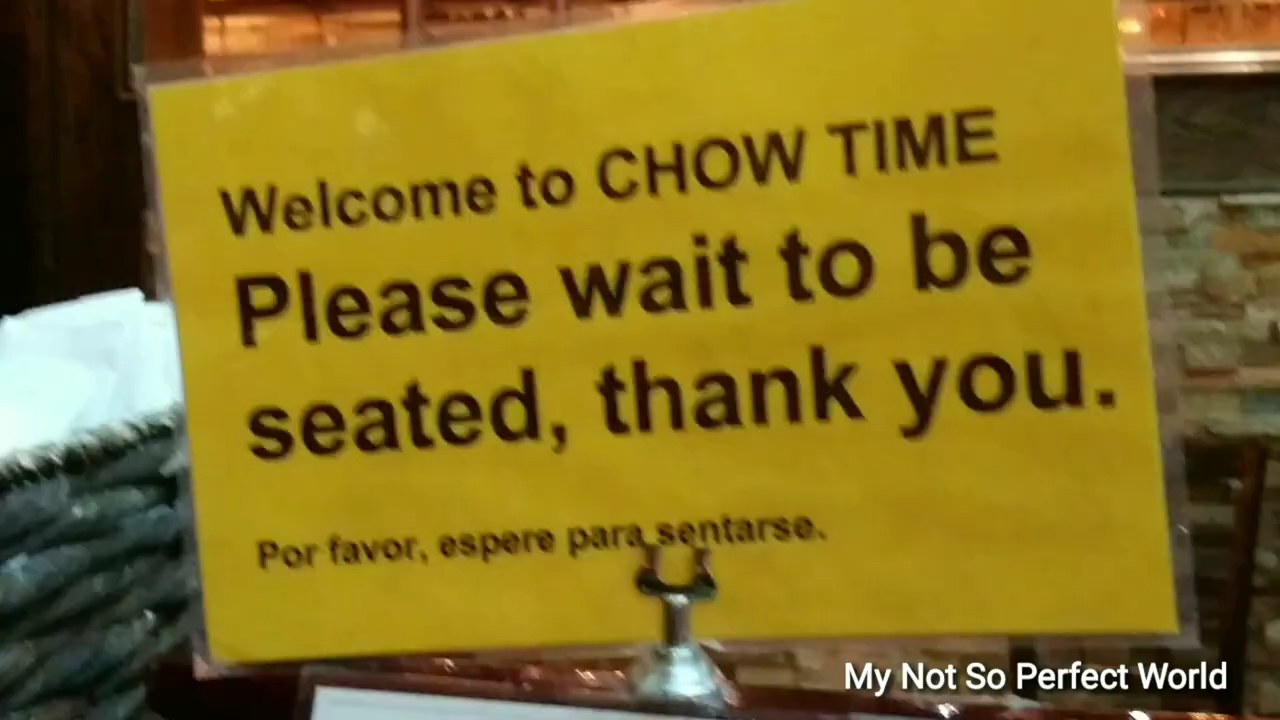 Welcome to CHOW TIME
Please wait to be
seated, thank you.
Por favor, espere para sentarse.
My Not So Perfect World